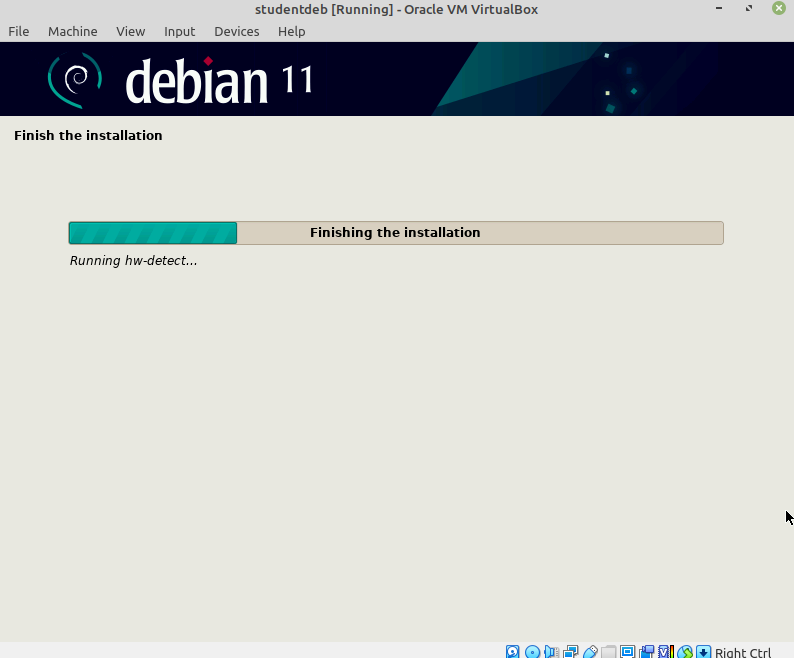 studentdeb [Running] - Oracle VM VirtualBox
File Machine View Input Devices Help
debian 11
Finish the installation
Finishing the installation
Running hw-detect...
Right Ctrl